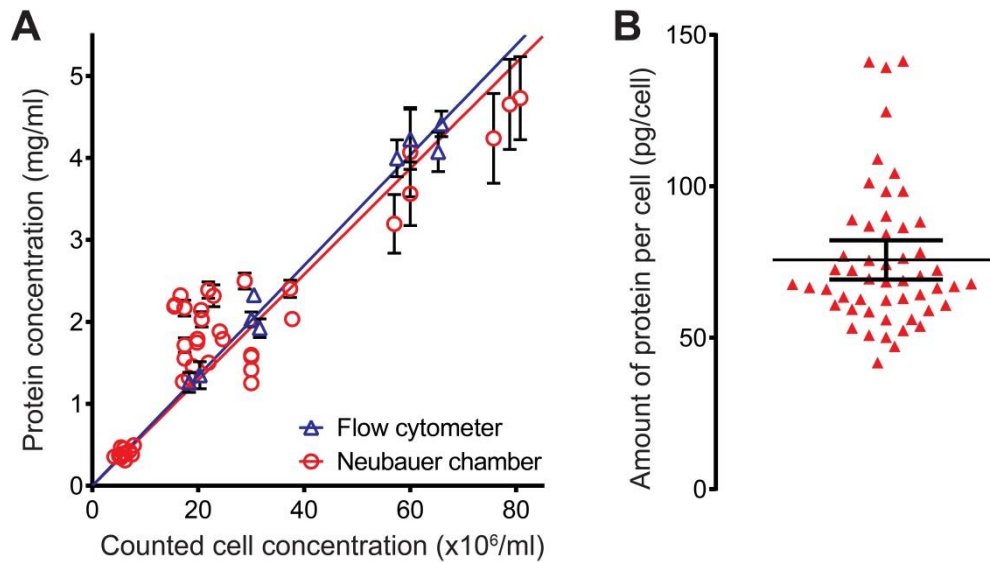 A
Protein concentration (mg/ml)
5
4
3
2
1
0
0 20 40 60 80
Counted cell concentration (x10⁶/ml)
Flow cytometer
Neubauer chamber
B
Amount of protein per cell (pg/cell)
150
100
50
0